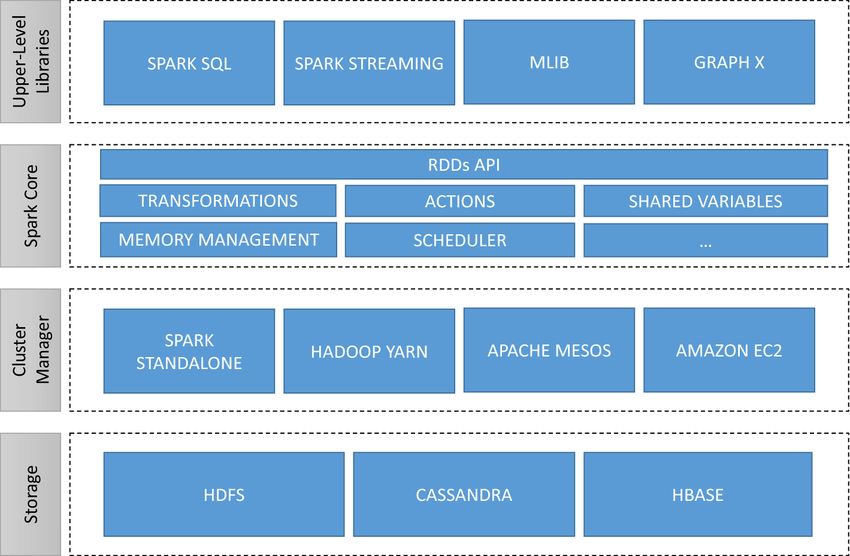 Upper-Level
Libraries
SPARK SQL
SPARK STREAMING
MLIB
GRAPH X
Spark Core
RDDs API
TRANSFORMATIONS
ACTIONS
SHARED VARIABLES
MEMORY MANAGEMENT
SCHEDULER
...
Cluster
Manager
SPARK
STANDALONE
HADOOP YARN
APACHE MESOS
AMAZON EC2
Storage
HDFS
CASSANDRA
HBASE